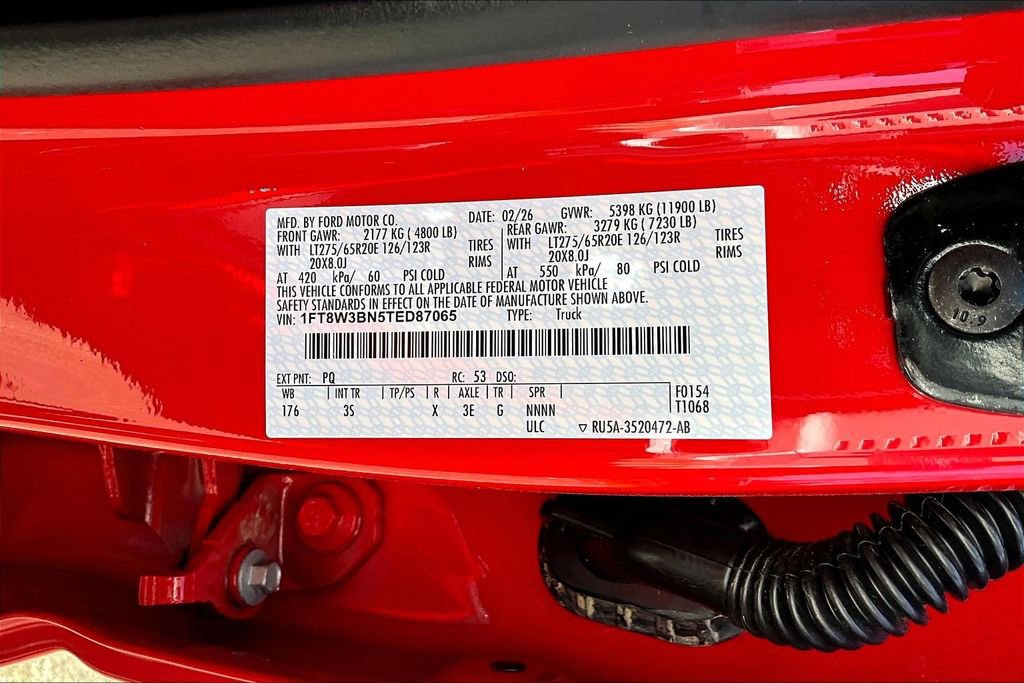 MFD. BY FORD MOTOR CO. DATE: 02/26 GVWR: 5398 KG (11900 LB)
FRONT GAWR: 2177 KG ( 4800 LB) REAR GAWR: 3279 KG ( 7230 LB)
WITH LT275/65R20E 126/123R TIRES WITH LT275/65R20E 126/123R TIRES
20X8.0J RIMS 20X8.0J RIMS
AT 420 kPa/ 60 PSI COLD AT 550 kPa/ 80 PSI COLD
THIS VEHICLE CONFORMS TO ALL APPLICABLE FEDERAL MOTOR VEHICLE
SAFETY STANDARDS IN EFFECT ON THE DATE OF MANUFACTURE SHOWN ABOVE.
VIN: 1FT8W3BN5TED87065 TYPE: Truck
EXT PNT: PQ RC: 53 DSO:
WB INT TR TP/PS R AXLE TR SPR F0154
176 3S X 3E G NNNN T1068
ULC ▽ RU5A-3520472-AB
10.9